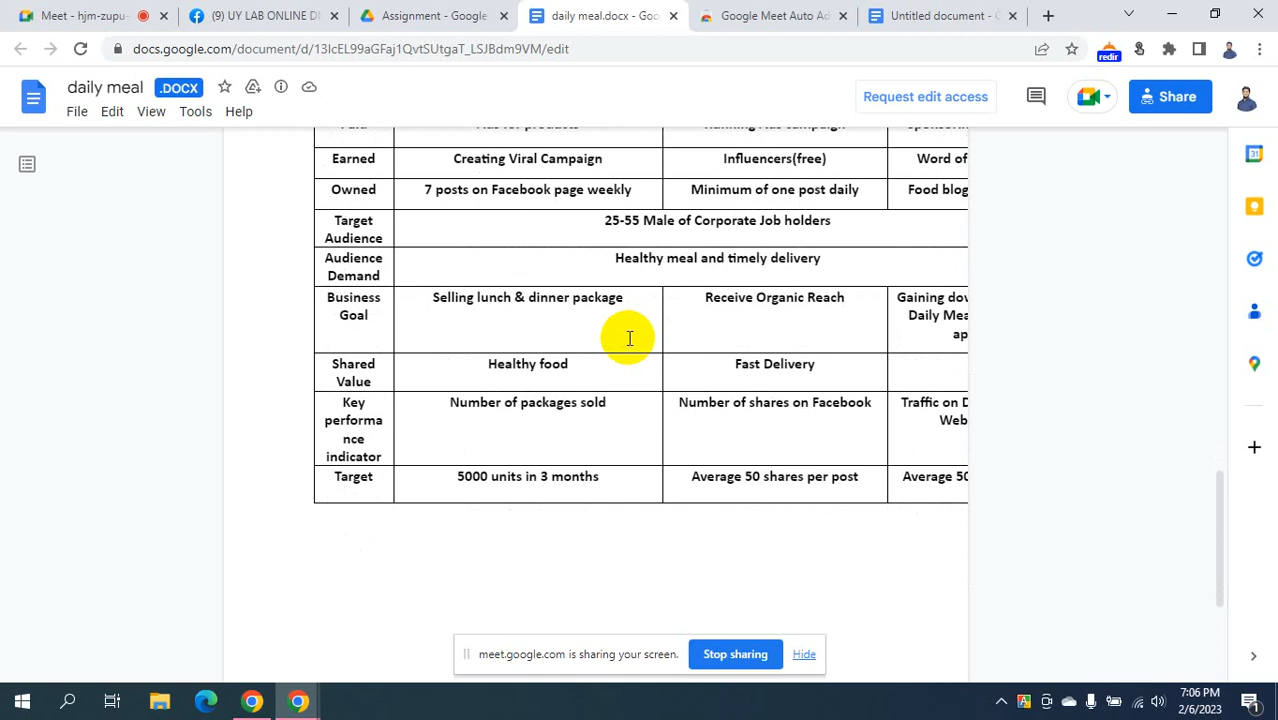 Meet - hjm-zupu-
(9) UY LAB ONLINE D
Assignment - Google
daily meal.docx - Goo
Google Meet Auto Ad
Untitled document - G
docs.google.com/document/d/13IcEL99aGFaj1QvtSUtgaT_LSJBdm9VM/edit
redir
daily meal .DOCX
Request edit access
Share
File Edit View Tools Help
Earned Creating Viral Campaign Influencers(free) Word of
Owned 7 posts on Facebook page weekly Minimum of one post daily Food blog
Target 25-55 Male of Corporate Job holders
Audience
Audience Healthy meal and timely delivery
Demand
Business Selling lunch & dinner package Receive Organic Reach Gaining dow
Goal Daily Mea
ap
Shared Healthy food Fast Delivery
Value
Key Number of packages sold Number of shares on Facebook Traffic on D
performa Web
nce
indicator
Target 5000 units in 3 months Average 50 shares per post Average 50
31
meet.google.com is sharing your screen. Stop sharing Hide
7:06 PM
2/6/2023
1